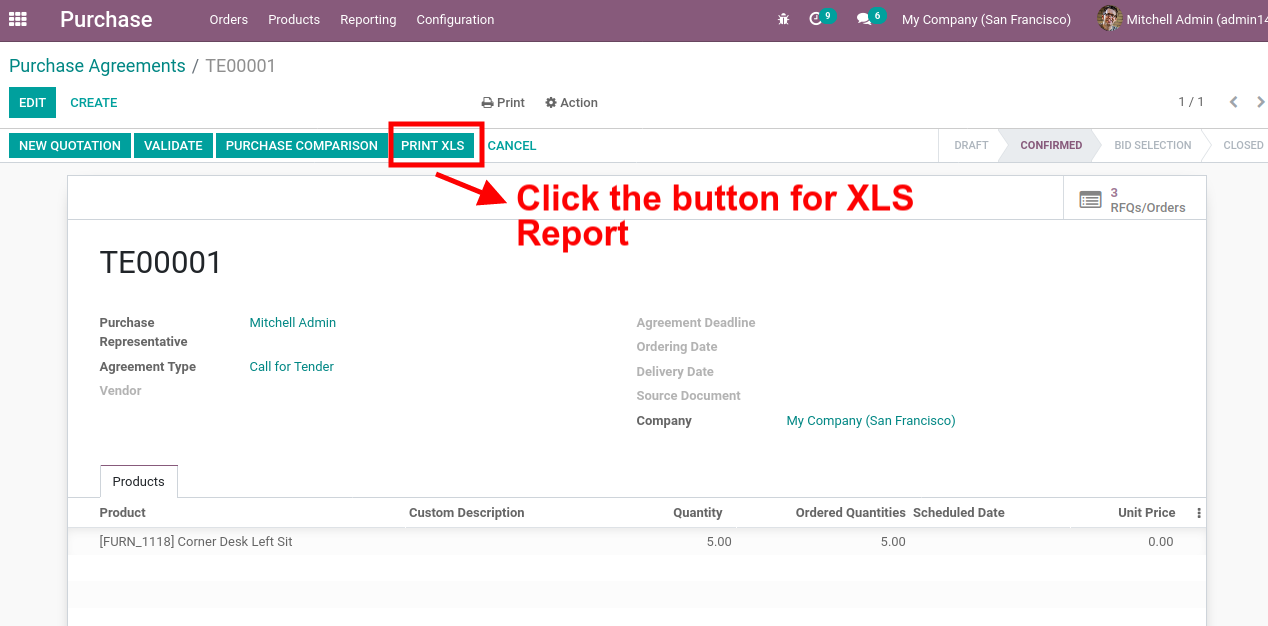 Purchase Orders Products Reporting Configuration 9 6 My Company (San Francisco) Mitchell Admin (admin14
Purchase Agreements / TE00001
EDIT CREATE Print Action 1 / 1
NEW QUOTATION VALIDATE PURCHASE COMPARISON PRINT XLS CANCEL DRAFT CONFIRMED BID SELECTION CLOSED
Click the button for XLS
Report
3
RFQs/Orders
TE00001
Purchase
Representative
Mitchell Admin
Agreement Type Call for Tender
Vendor
Agreement Deadline
Ordering Date
Delivery Date
Source Document
Company My Company (San Francisco)
Products
Product Custom Description Quantity Ordered Quantities Scheduled Date Unit Price
[FURN_1118] Corner Desk Left Sit 5.00 5.00 0.00